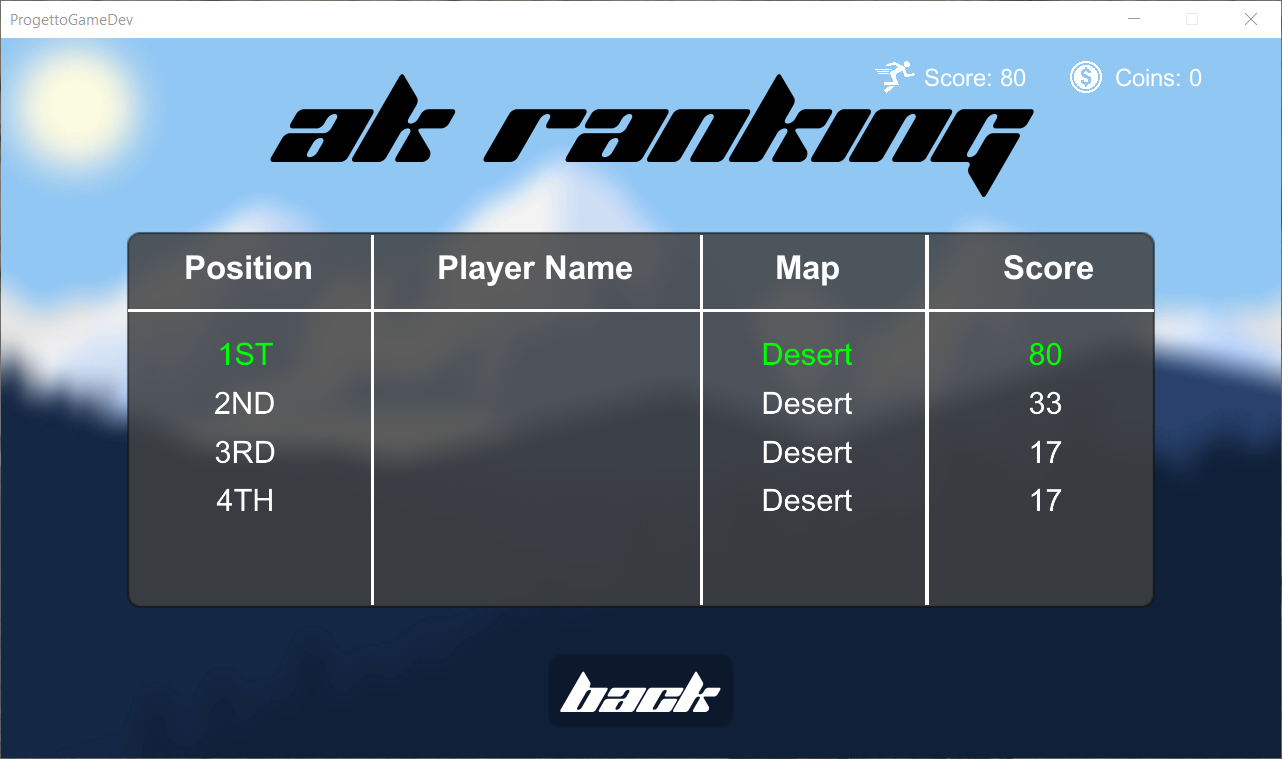 ProgettoGameDev
Score: 80 Coins: 0
ak ranking
Position Player Name Map Score
1ST Desert 80
2ND Desert 33
3RD Desert 17
4TH Desert 17
back